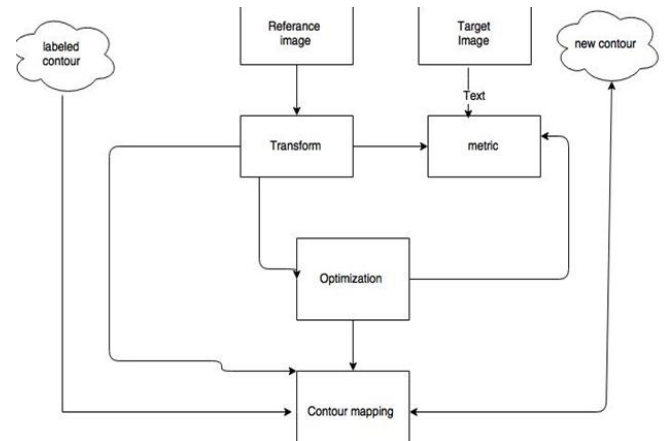 labeled
contour
Referance
image
Target
Image
new contour
Text
Transform
metric
Optimization
Contour mapping